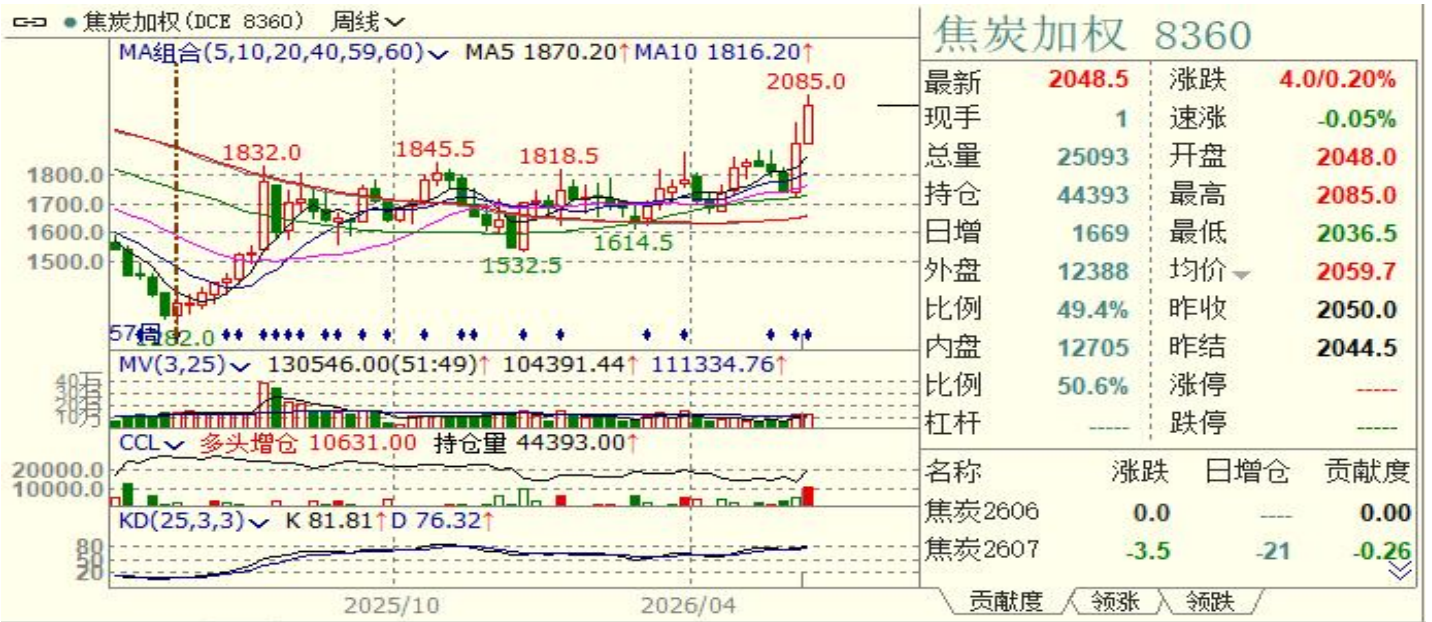 焦炭加权(DCE 8360) 周线
MA组合(5,10,20,40,59,60) MA5 1870.20↑ MA10 1816.20↑
2085.0
1832.0
1845.5
1818.5
1800.0
1700.0
1600.0
1500.0
1614.5
1532.5
57周
MV(3,25) 130546.00(51:49)↑ 104391.44↑ 111334.76↑
40万
10万
CCL 多头增仓 10631.00 持仓量 44393.00↑
20000.0
10000.0
KD(25,3,3) K 81.81↑ D 76.32↑
80
50
20
2025/10
2026/04
焦炭加权 8360
最新 2048.5 涨跌 4.0/0.20%
现手 1 速涨 -0.05%
总量 25093 开盘 2048.0
持仓 44393 最高 2085.0
日增 1669 最低 2036.5
外盘 12388 均价 2059.7
比例 49.4% 昨收 2050.0
内盘 12705 昨结 2044.5
比例 50.6% 涨停 -----
杠杆 ----- 跌停 -----
名称 涨跌 日增仓 贡献度
焦炭2606 0.0 ---- 0.00
焦炭2607 -3.5 -21 -0.26
贡献度 领涨 领跌